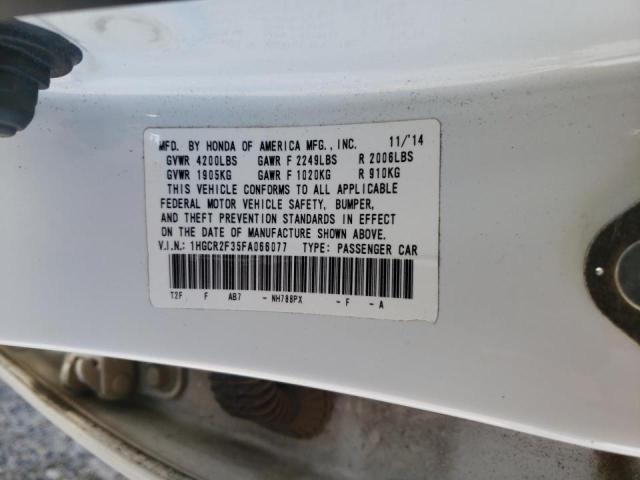 MFD. BY HONDA OF AMERICA MFG., INC. 11/'14
GVWR 4200LBS GAWR F 2249LBS R 2006LBS
GVWR 1905KG GAWR F 1020KG R 910KG
THIS VEHICLE CONFORMS TO ALL APPLICABLE
FEDERAL MOTOR VEHICLE SAFETY, BUMPER,
AND THEFT PREVENTION STANDARDS IN EFFECT
ON THE DATE OF MANUFACTURE SHOWN ABOVE.
V.I.N.: 1HGCR2F35FA066077 TYPE: PASSENGER CAR
T2F F AB7 - NH788PX - F - A